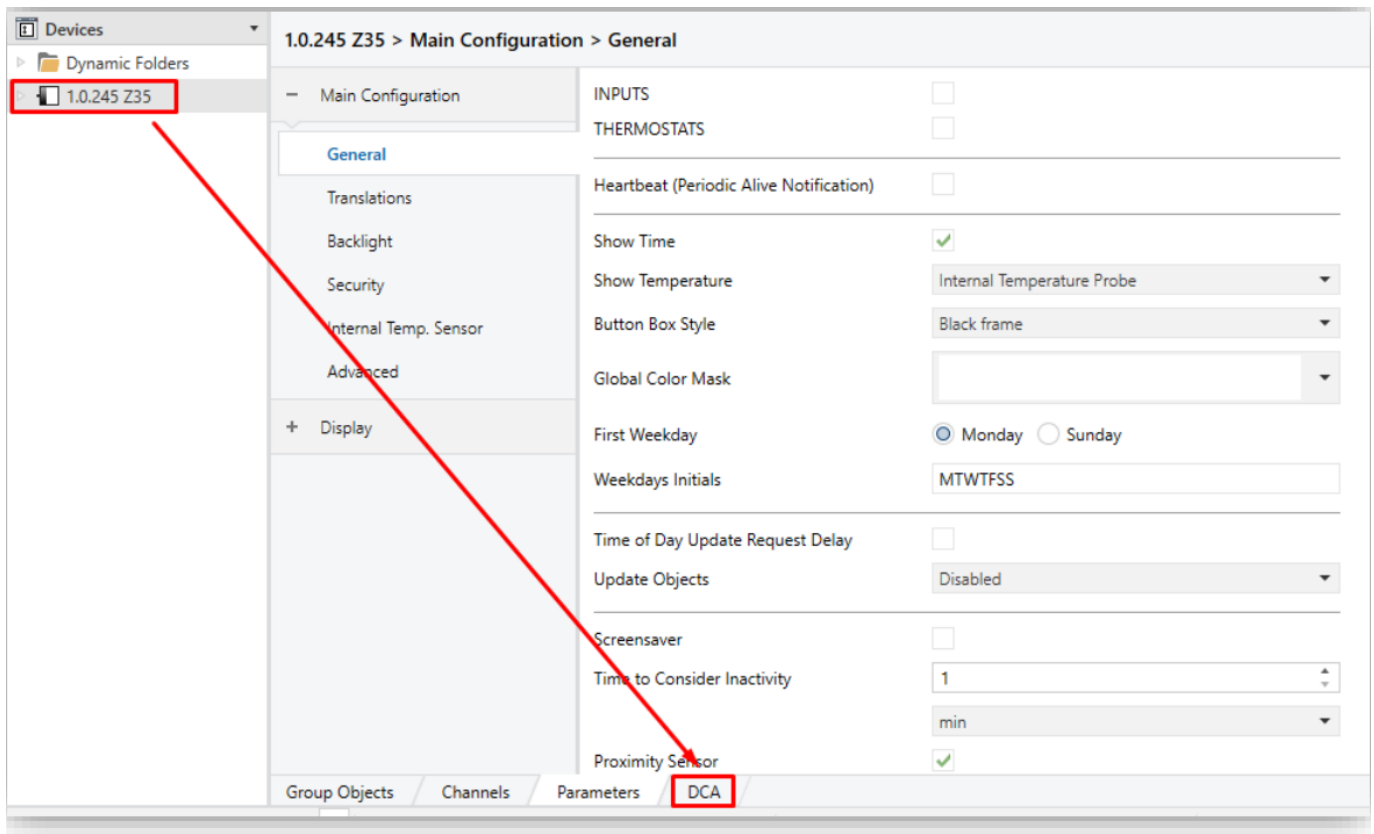 Devices
Dynamic Folders
1.0.245 Z35
1.0.245 Z35 > Main Configuration > General
− Main Configuration
General
Translations
Backlight
Security
Internal Temp. Sensor
Advanced
+ Display
INPUTS
THERMOSTATS
Heartbeat (Periodic Alive Notification)
Show Time
Show Temperature Internal Temperature Probe
Button Box Style Black frame
Global Color Mask
First Weekday Monday Sunday
Weekdays Initials MTWTFSS
Time of Day Update Request Delay
Update Objects Disabled
Screensaver
Time to Consider Inactivity 1
min
Proximity Sensor
Group Objects Channels Parameters DCA